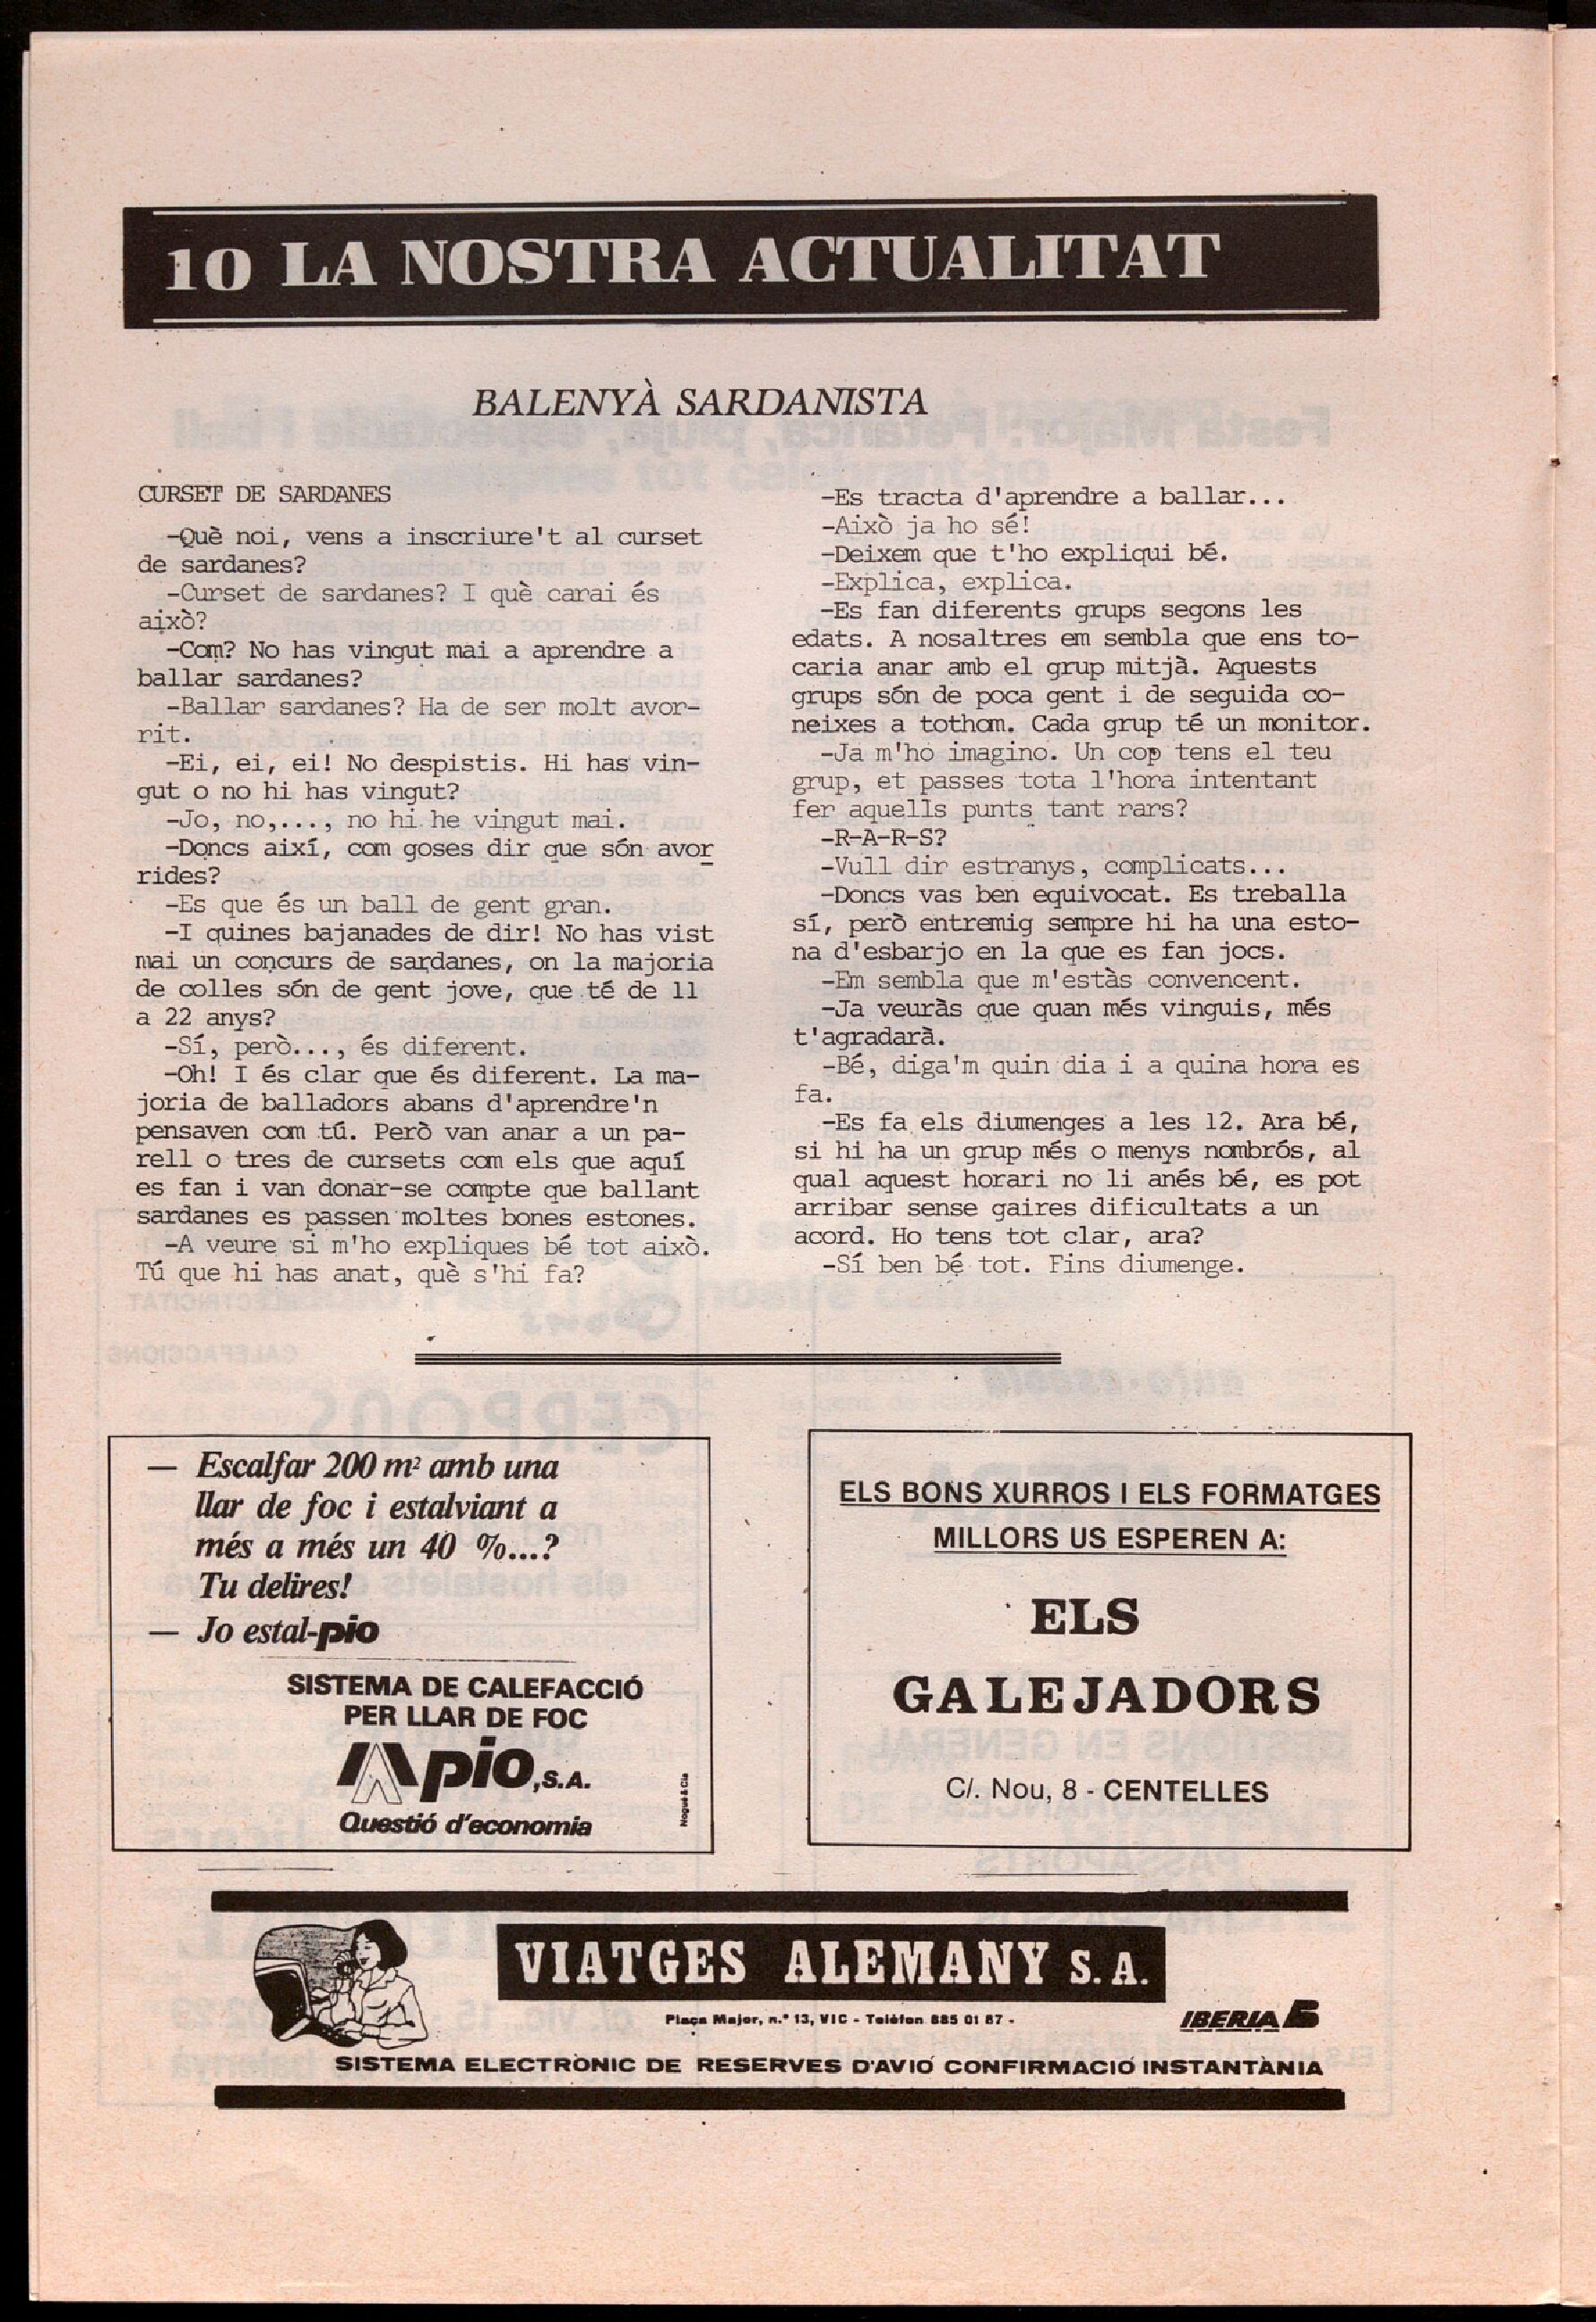 10 LA NOSTRA ACTUALITAT
BALENYÀ SARDANISTA
CURSET DE SARDANES
-Què noi, vens a inscriure't al curset
de sardanes?
-Curset de sardanes? I què carai és
això?
-Com? No has vingut mai a aprendre a
ballar sardanes?
-Ballar sardanes? Ha de ser molt avor-
rit.
-Ei, ei, ei! No despistis. Hi has vin-
gut o no hi has vingut?
-Jo, no,..., no hi he vingut mai.
-Doncs així, com goses dir que són avor
rides?
-Es que és un ball de gent gran.
-I quines bajanades de dir! No has vist
mai un concurs de sardanes, on la majoria
de colles són de gent jove, que té de 11
a 22 anys?
-Sí, però..., és diferent.
-Oh! I és clar que és diferent. La ma-
joria de balladors abans d'aprendre'n
pensaven com tú. Però van anar a un pa-
rell o tres de cursets com els que aquí
es fan i van donar-se compte que ballant
sardanes es passen moltes bones estones.
-A veure si m'ho expliques bé tot això.
Tú que hi has anat, què s'hi fa?
-Es tracta d'aprendre a ballar...
-Això ja ho sé!
-Deixem que t'ho expliqui bé.
-Explica, explica.
-Es fan diferents grups segons les
edats. A nosaltres em sembla que ens to-
caria anar amb el grup mitjà. Aquests
grups són de poca gent i de seguida co-
neixes a tothom. Cada grup té un monitor.
-Ja m'ho imagino. Un cop tens el teu
grup, et passes tota l'hora intentant
fer aquells punts tant rars?
-R-A-R-S?
-Vull dir estranys, complicats...
-Doncs vas ben equivocat. Es treballa
sí, però entremig sempre hi ha una esto-
na d'esbarjo en la que es fan jocs.
-Em sembla que m'estàs convencent.
-Ja veuràs que quan més vinguis, més
t'agradarà.
-Bé, diga'm quin dia i a quina hora es
fa.
-Es fa els diumenges a les 12. Ara bé,
si hi ha un grup més o menys nombrós, al
qual aquest horari no li anés bé, es pot
arribar sense gaires dificultats a un
acord. Ho tens tot clar, ara?
-Sí ben bé tot. Fins diumenge.
— Escalfar 200 m² amb una
llar de foc i estalviant a
més a més un 40 %...?
Tu delires!
— Jo estal-pio
SISTEMA DE CALEFACCIÓ
PER LLAR DE FOC
pio, S.A.
Questió d'economia
Nogué & Cia
ELS BONS XURROS I ELS FORMATGES
MILLORS US ESPEREN A:
ELS
GALEJADORS
C/. Nou, 8 - CENTELLES
VIATGES ALEMANY S.A.
Plaça Major, n.º 13, VIC - Telèfon 885 01 87 -
IBERIA
SISTEMA ELECTRÒNIC DE RESERVES D'AVIÓ CONFIRMACIÓ INSTANTÀNIA